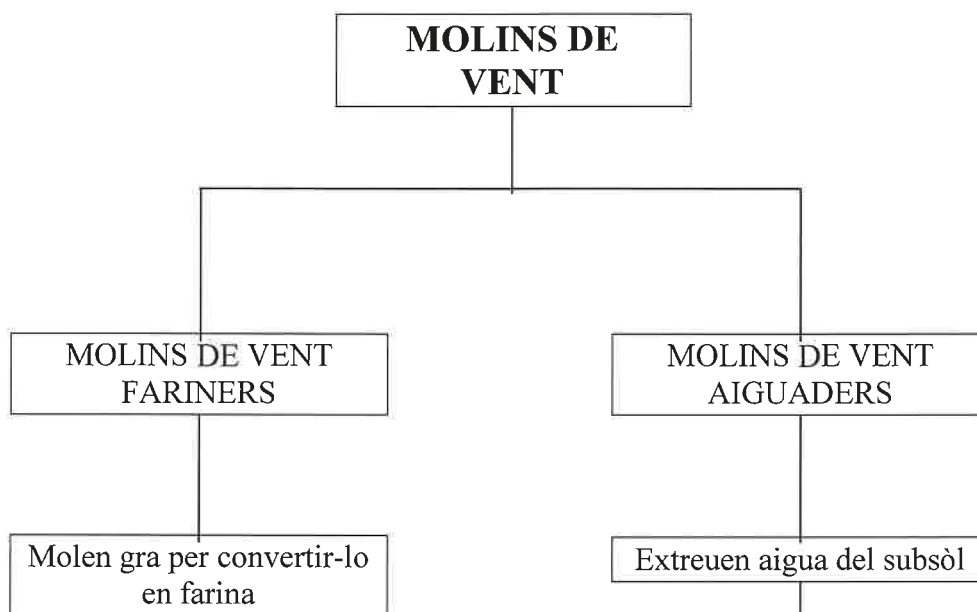 MOLINS DE
VENT
MOLINS DE VENT
FARINERS
MOLINS DE VENT
AIGUADERS
Molen gra per convertir-lo
en farina
Extreuen aigua del subsòl